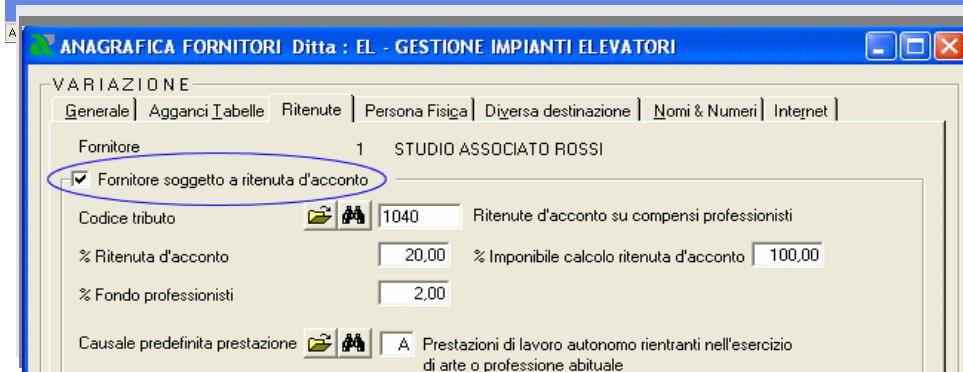 A
ANAGRAFICA FORNITORI Ditta : EL - GESTIONE IMPIANTI ELEVATORI
VARIAZIONE
Generale Agganci Tabelle Ritenute Persona Fisica Diversa destinazione Nomi & Numeri Internet
Fornitore 1 STUDIO ASSOCIATO ROSSI
Fornitore soggetto a ritenuta d'acconto
Codice tributo 1040 Ritenute d'acconto su compensi professionisti
% Ritenuta d'acconto 20,00 % Imponibile calcolo ritenuta d'acconto 100,00
% Fondo professionisti 2,00
Causale predefinita prestazione A Prestazioni di lavoro autonomo rientranti nell'esercizio
di arte o professione abituale